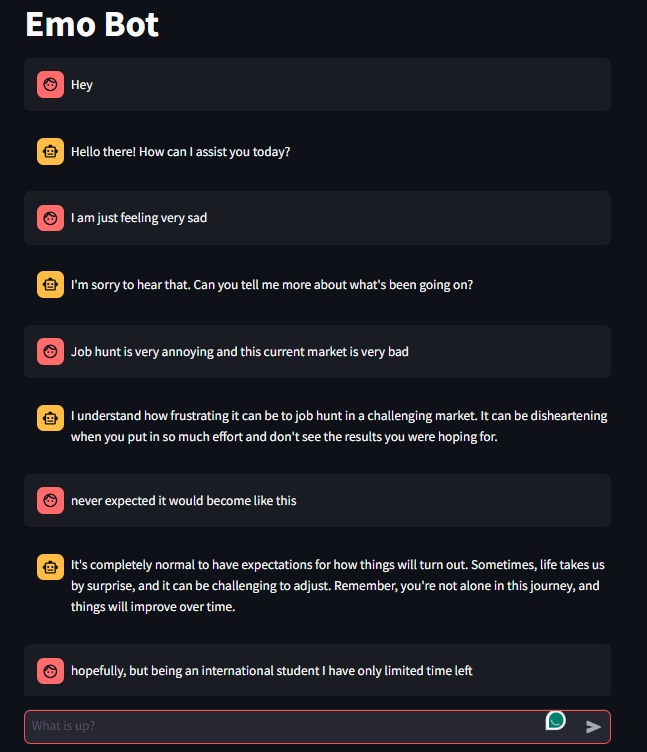 Emo Bot
Hey
Hello there! How can I assist you today?
I am just feeling very sad
I'm sorry to hear that. Can you tell me more about what's been going on?
Job hunt is very annoying and this current market is very bad
I understand how frustrating it can be to job hunt in a challenging market. It can be disheartening
when you put in so much effort and don't see the results you were hoping for.
never expected it would become like this
It's completely normal to have expectations for how things will turn out. Sometimes, life takes us
by surprise, and it can be challenging to adjust. Remember, you're not alone in this journey, and
things will improve over time.
hopefully, but being an international student I have only limited time left
What is up?